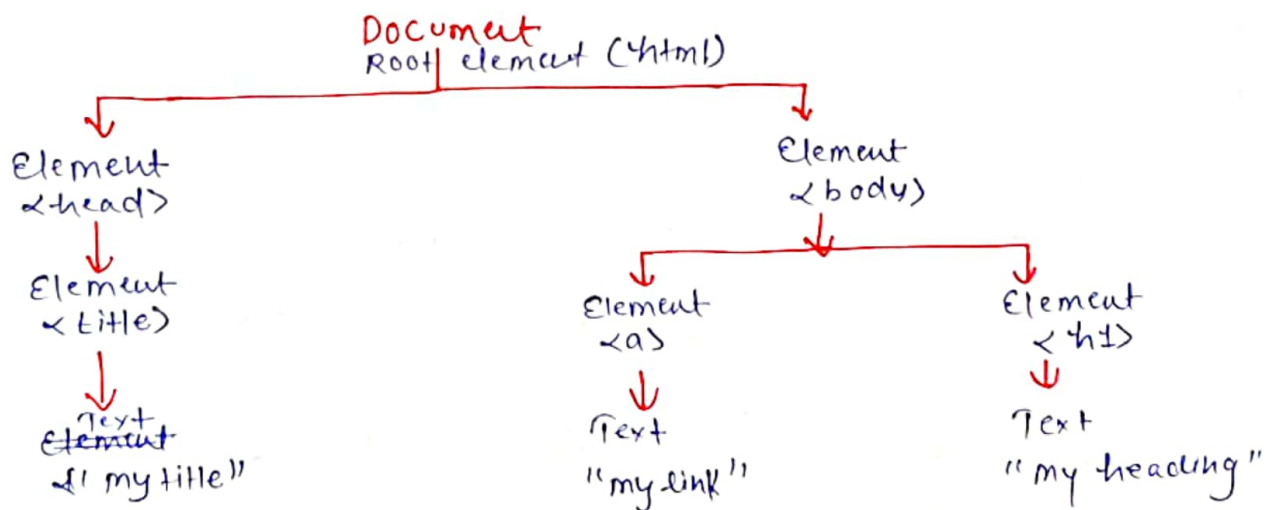 Document
Root element (html)
Element
<head>
Element
<body>
Element
<title>
Element
<a>
Element
<h1>
Text
Element
"my title"
Text
"my link"
Text
"my heading"